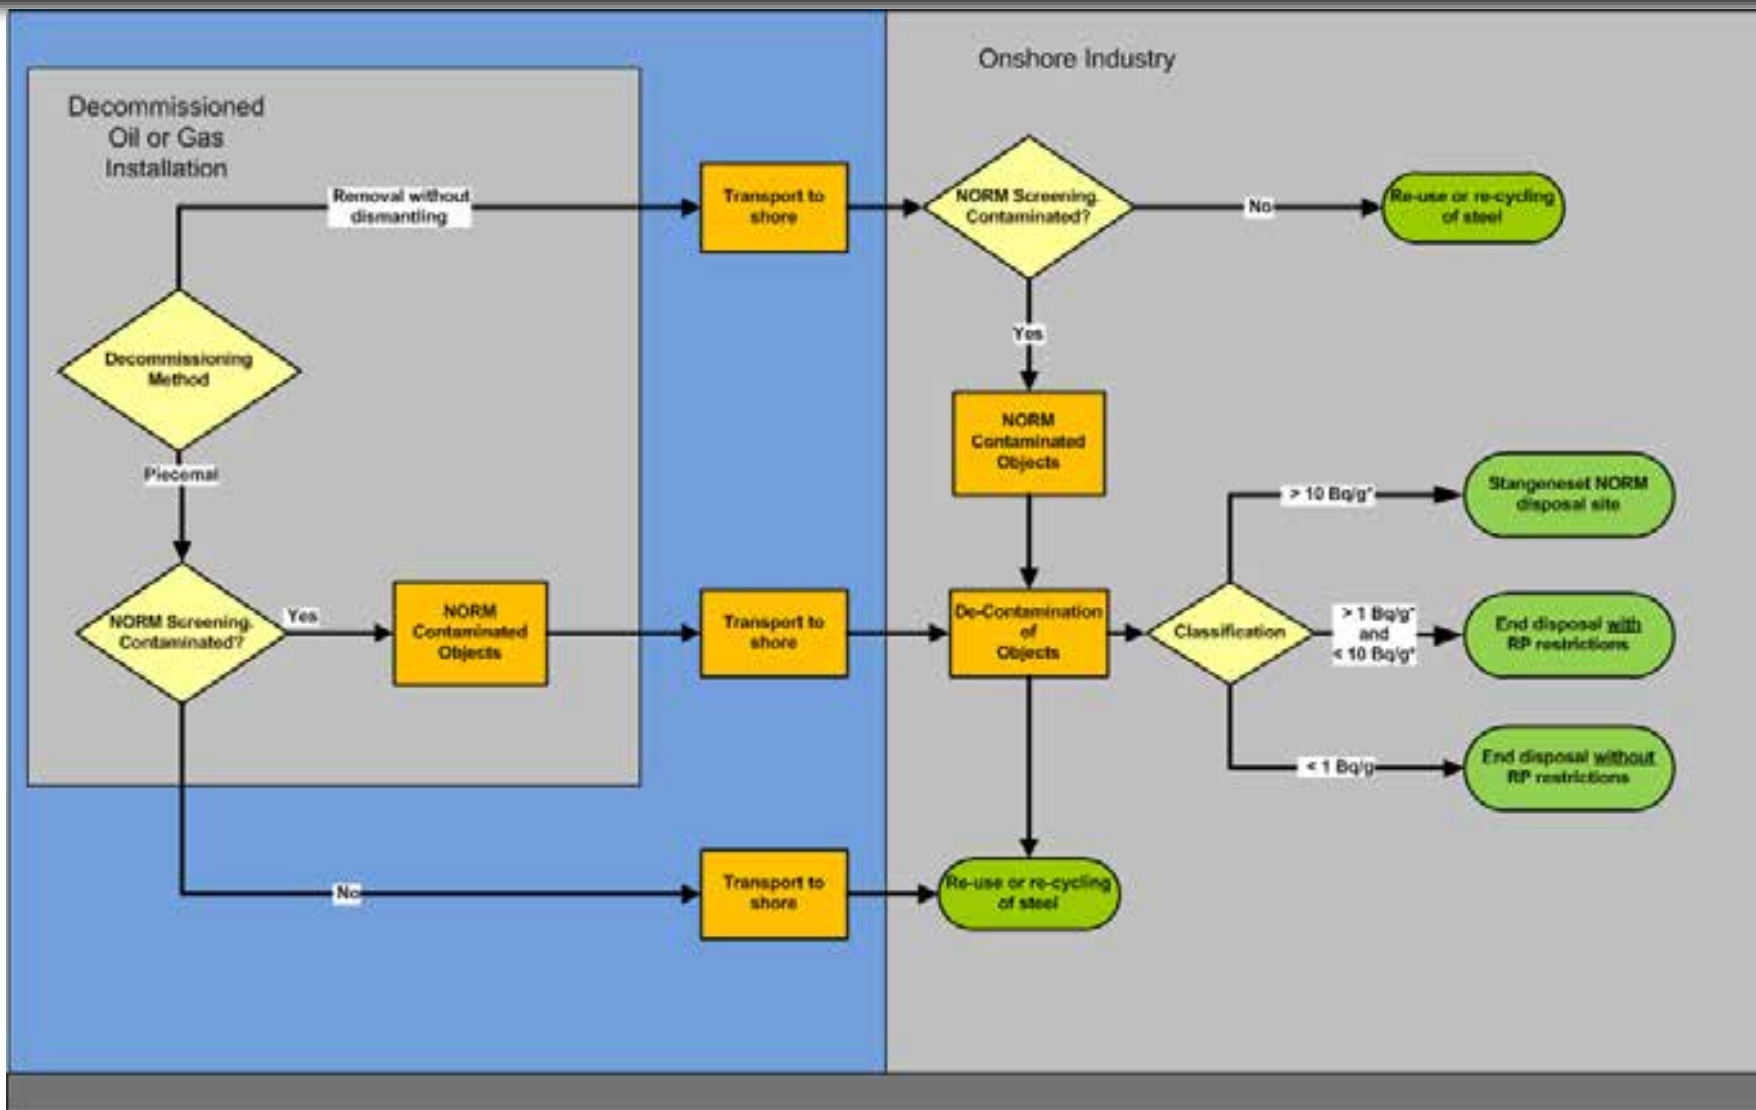 Onshore Industry
Decommissioned
Oil or Gas
Installation
Removal without
dismantling
Transport to
shore
NORM Screening.
Contaminated?
No
Re-use or re-cycling
of steel
Yes
Decommissioning
Method
NORM
Contaminated
Objects
Piecemal
> 10 Bq/g*
Stangeneset NORM
disposal site
NORM Screening.
Contaminated?
Yes
NORM
Contaminated
Objects
Transport to
shore
De-Contamination
of
Objects
Classification
> 1 Bq/g*
and
< 10 Bq/g*
End disposal with
RP restrictions
< 1 Bq/g
End disposal without
RP restrictions
No
Transport to
shore
Re-use or re-cycling
of steel